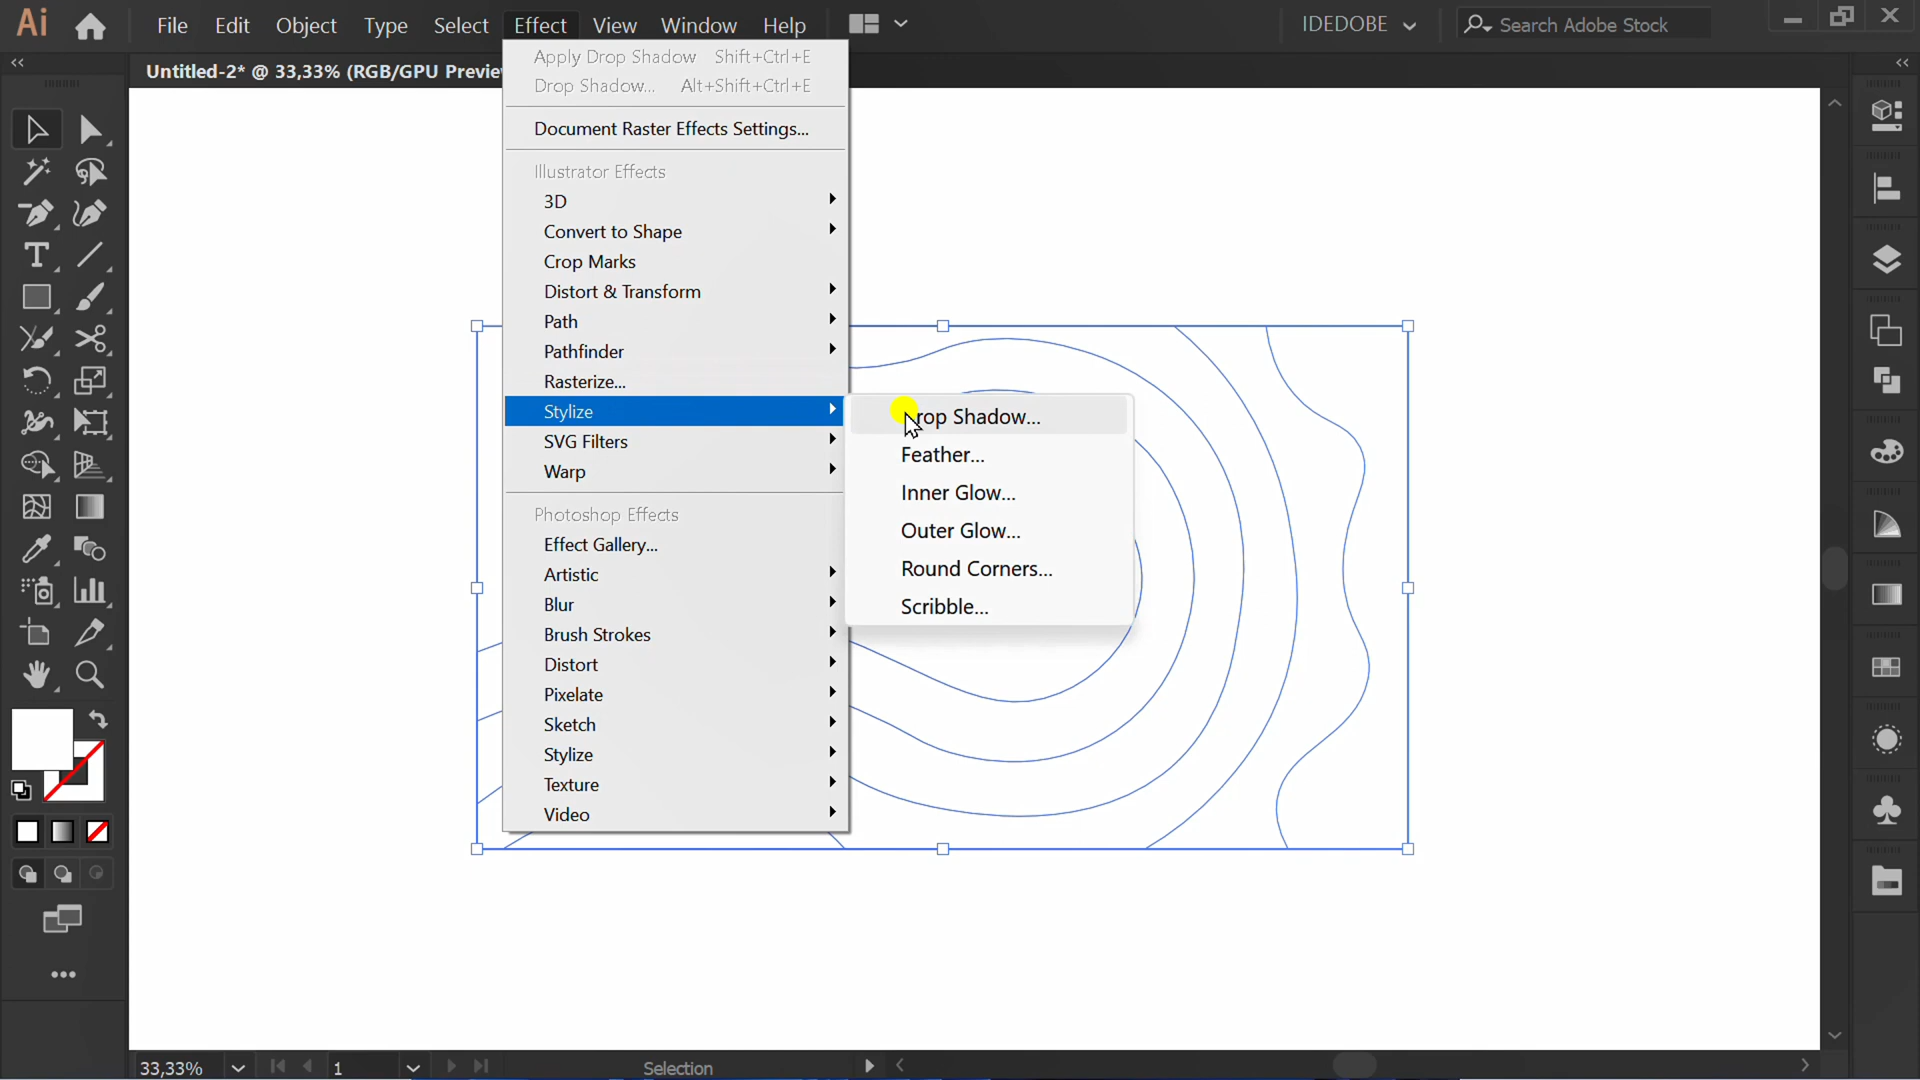 Ai File Edit Object Type Select Effect View Window Help IDEDOBE Search Adobe Stock
Untitled-2* @ 33,33% (RGB/GPU Previe
Apply Drop Shadow Shift+Ctrl+E
Drop Shadow... Alt+Shift+Ctrl+E
Document Raster Effects Settings...
Illustrator Effects
3D
Convert to Shape
Crop Marks
Distort & Transform
Path
Pathfinder
Rasterize...
Stylize
SVG Filters
Warp
Photoshop Effects
Effect Gallery...
Artistic
Blur
Brush Strokes
Distort
Pixelate
Sketch
Stylize
Texture
Video
Drop Shadow...
Feather...
Inner Glow...
Outer Glow...
Round Corners...
Scribble...
33,33% 1 Selection